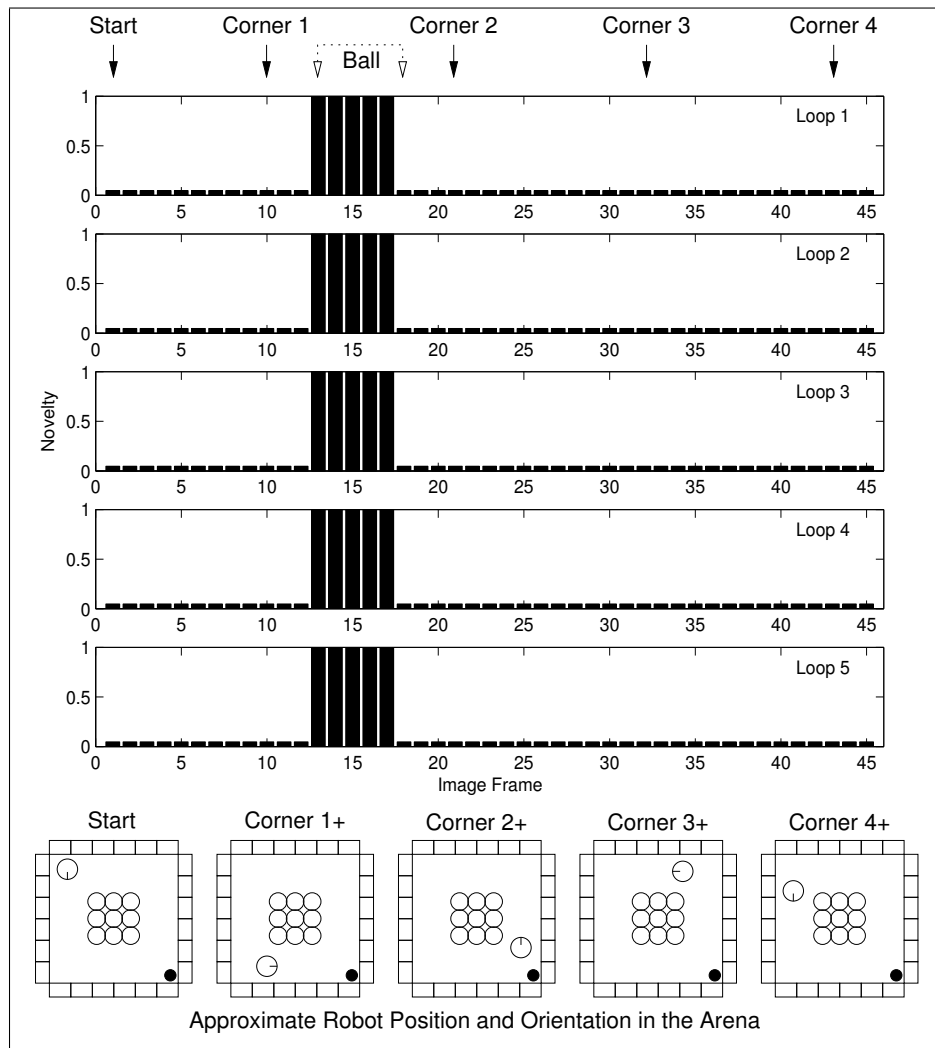 Start Corner 1 Corner 2 Corner 3 Corner 4
Ball
1
0.5
0
Loop 1
0 5 10 15 20 25 30 35 40 45
1
0.5
0
Loop 2
0 5 10 15 20 25 30 35 40 45
1
0.5
0
Loop 3
0 5 10 15 20 25 30 35 40 45
Novelty
1
0.5
0
Loop 4
0 5 10 15 20 25 30 35 40 45
1
0.5
0
Loop 5
0 5 10 15 20 25 30 35 40 45
Image Frame
Start Corner 1+ Corner 2+ Corner 3+ Corner 4+
Approximate Robot Position and Orientation in the Arena